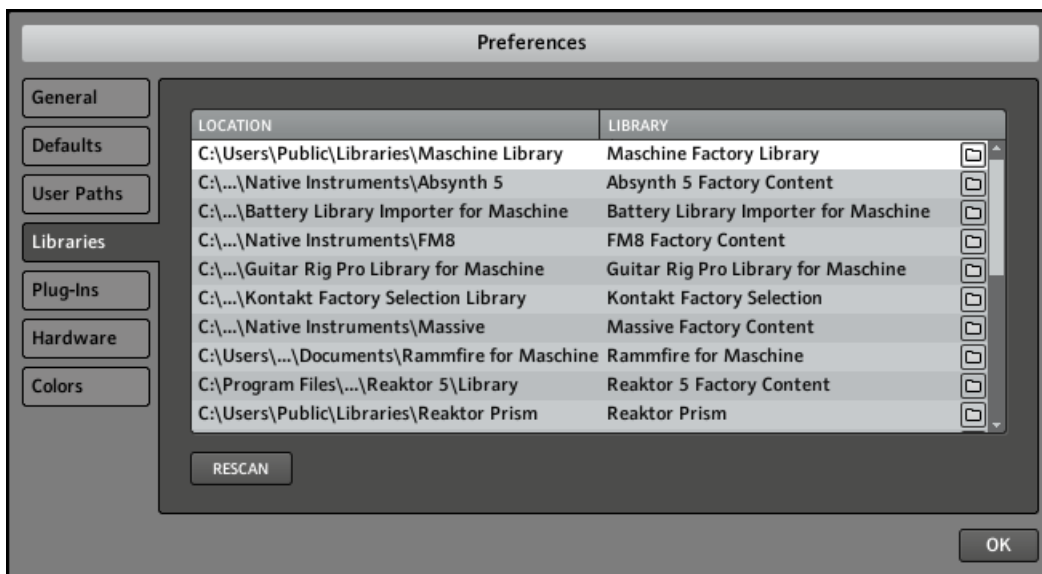 Preferences
General
Defaults
User Paths
Libraries
Plug-Ins
Hardware
Colors
LOCATION LIBRARY
C:\Users\Public\Libraries\Maschine Library Maschine Factory Library
C:\...\Native Instruments\Absynth 5 Absynth 5 Factory Content
C:\...\Battery Library Importer for Maschine Battery Library Importer for Maschine
C:\...\Native Instruments\FM8 FM8 Factory Content
C:\...\Guitar Rig Pro Library for Maschine Guitar Rig Pro Library for Maschine
C:\...\Kontakt Factory Selection Library Kontakt Factory Selection
C:\...\Native Instruments\Massive Massive Factory Content
C:\Users\...\Documents\Rammfire for Maschine Rammfire for Maschine
C:\Program Files\...\Reaktor 5\Library Reaktor 5 Factory Content
C:\Users\Public\Libraries\Reaktor Prism Reaktor Prism
RESCAN
OK